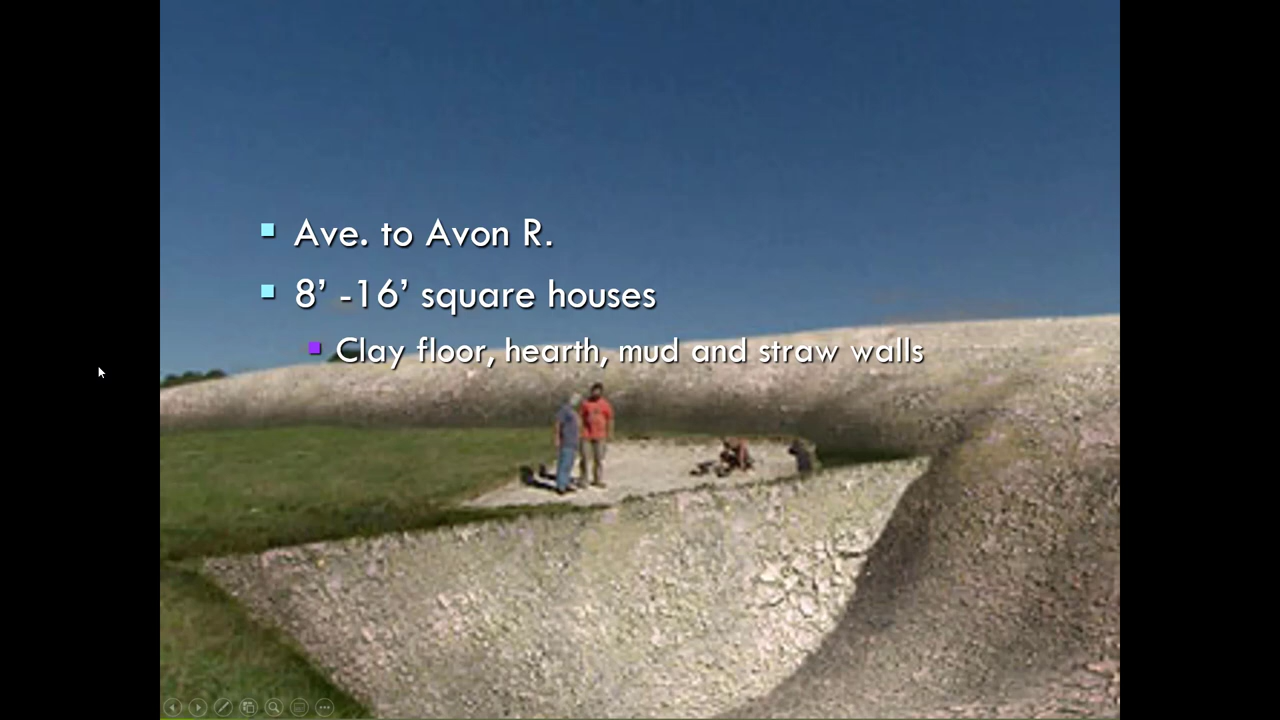 Ave. to Avon R.
8’ -16’ square houses
Clay floor, hearth, mud and straw walls